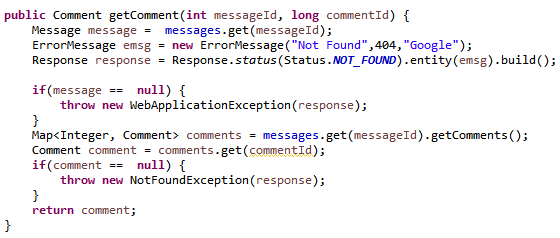 public Comment getComment(int messageId, long commentId) {
Message message =  messages.get(messageId);
ErrorMessage emsg = new ErrorMessage("Not Found",404,"Google");
Response response = Response.status(Status.NOT_FOUND).entity(emsg).build();
if(message ==  null) {
throw new WebApplicationException(response);
}
Map<Integer, Comment> comments = messages.get(messageId).getComments();
Comment comment = comments.get(commentId);
if(comment ==  null) {
throw new NotFoundException(response);
}
return comment;
}